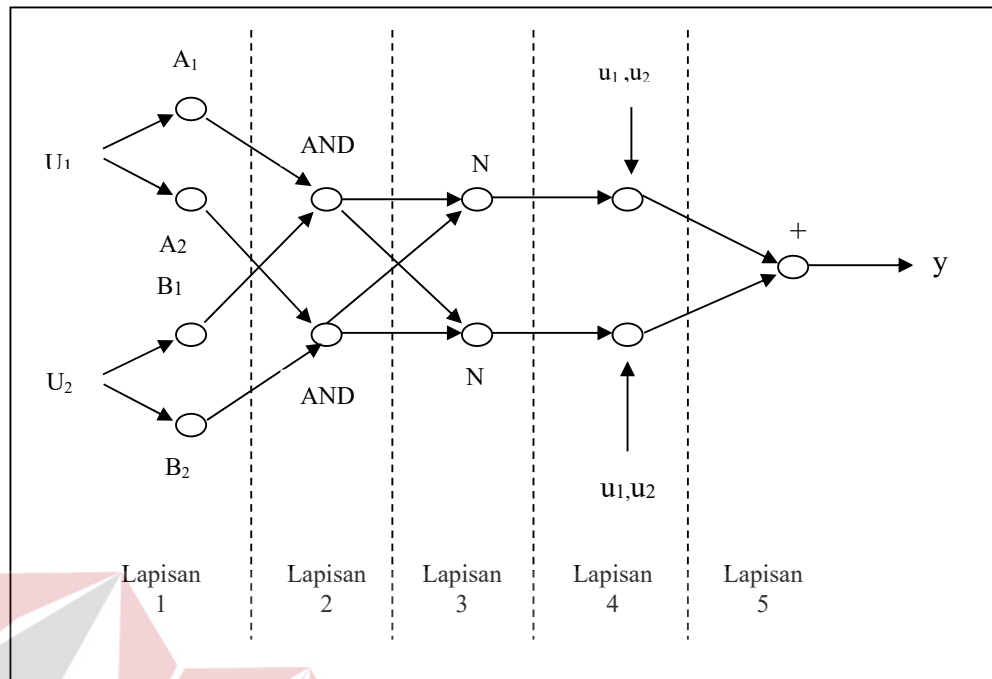 A₁
u₁ ,u₂
AND
N
U₁
+
A₂
y
B₁
N
U₂
AND
B₂
u₁,u₂
Lapisan 1
Lapisan 2
Lapisan 3
Lapisan 4
Lapisan 5